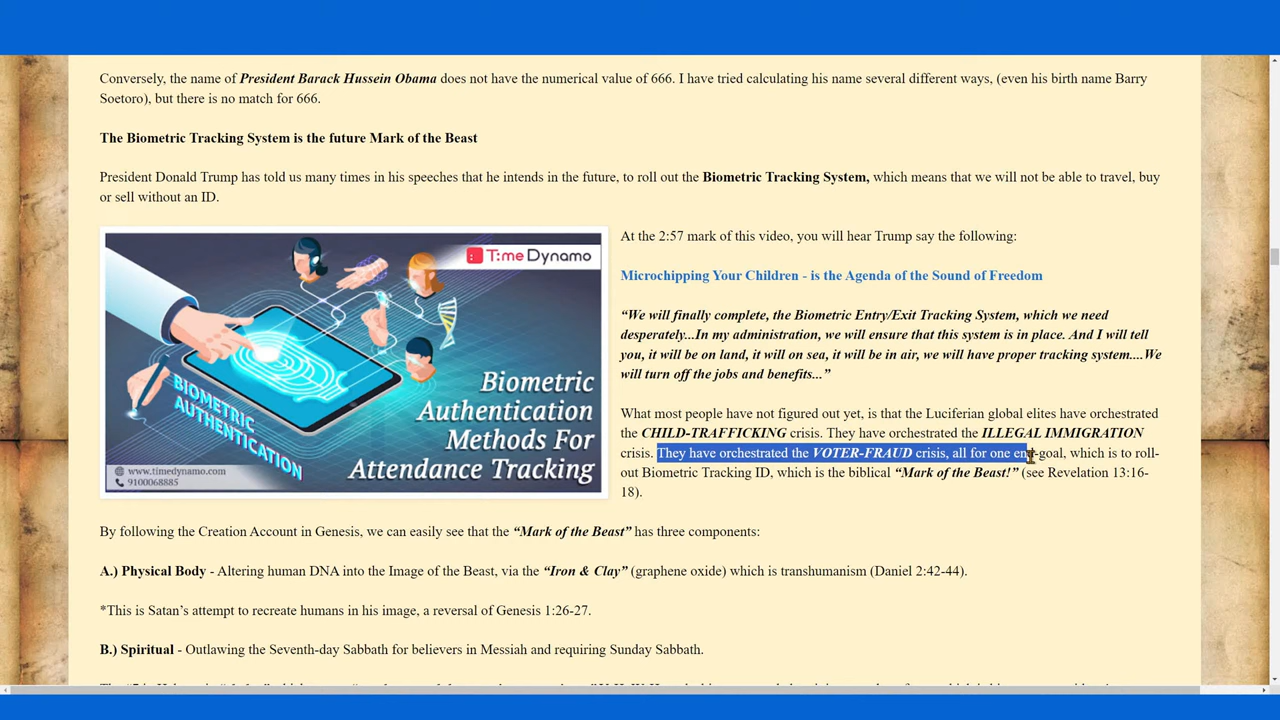 Conversely, the name of President Barack Hussein Obama does not have the numerical value of 666. I have tried calculating his name several different ways, (even his birth name Barry
Soetoro), but there is no match for 666.
The Biometric Tracking System is the future Mark of the Beast
President Donald Trump has told us many times in his speeches that he intends in the future, to roll out the Biometric Tracking System, which means that we will not be able to travel, buy
or sell without an ID.
T:me Dynamo
BIOMETRIC
AUTHENTICATION
Biometric
Authentication
Methods For
Attendance Tracking
www.timedynamo.com
9100068885
At the 2:57 mark of this video, you will hear Trump say the following:
Microchipping Your Children - is the Agenda of the Sound of Freedom
“We will finally complete, the Biometric Entry/Exit Tracking System, which we need
desperately...In my administration, we will ensure that this system is in place. And I will tell
you, it will be on land, it will on sea, it will be in air, we will have proper tracking system....We
will turn off the jobs and benefits...”
What most people have not figured out yet, is that the Luciferian global elites have orchestrated
the CHILD-TRAFFICKING crisis. They have orchestrated the ILLEGAL IMMIGRATION
crisis. They have orchestrated the VOTER-FRAUD crisis, all for one end-goal, which is to roll-
out Biometric Tracking ID, which is the biblical “Mark of the Beast!” (see Revelation 13:16-
18).
By following the Creation Account in Genesis, we can easily see that the “Mark of the Beast” has three components:
A.) Physical Body - Altering human DNA into the Image of the Beast, via the “Iron & Clay” (graphene oxide) which is transhumanism (Daniel 2:42-44).
*This is Satan’s attempt to recreate humans in his image, a reversal of Genesis 1:26-27.
B.) Spiritual - Outlawing the Seventh-day Sabbath for believers in Messiah and requiring Sunday Sabbath.